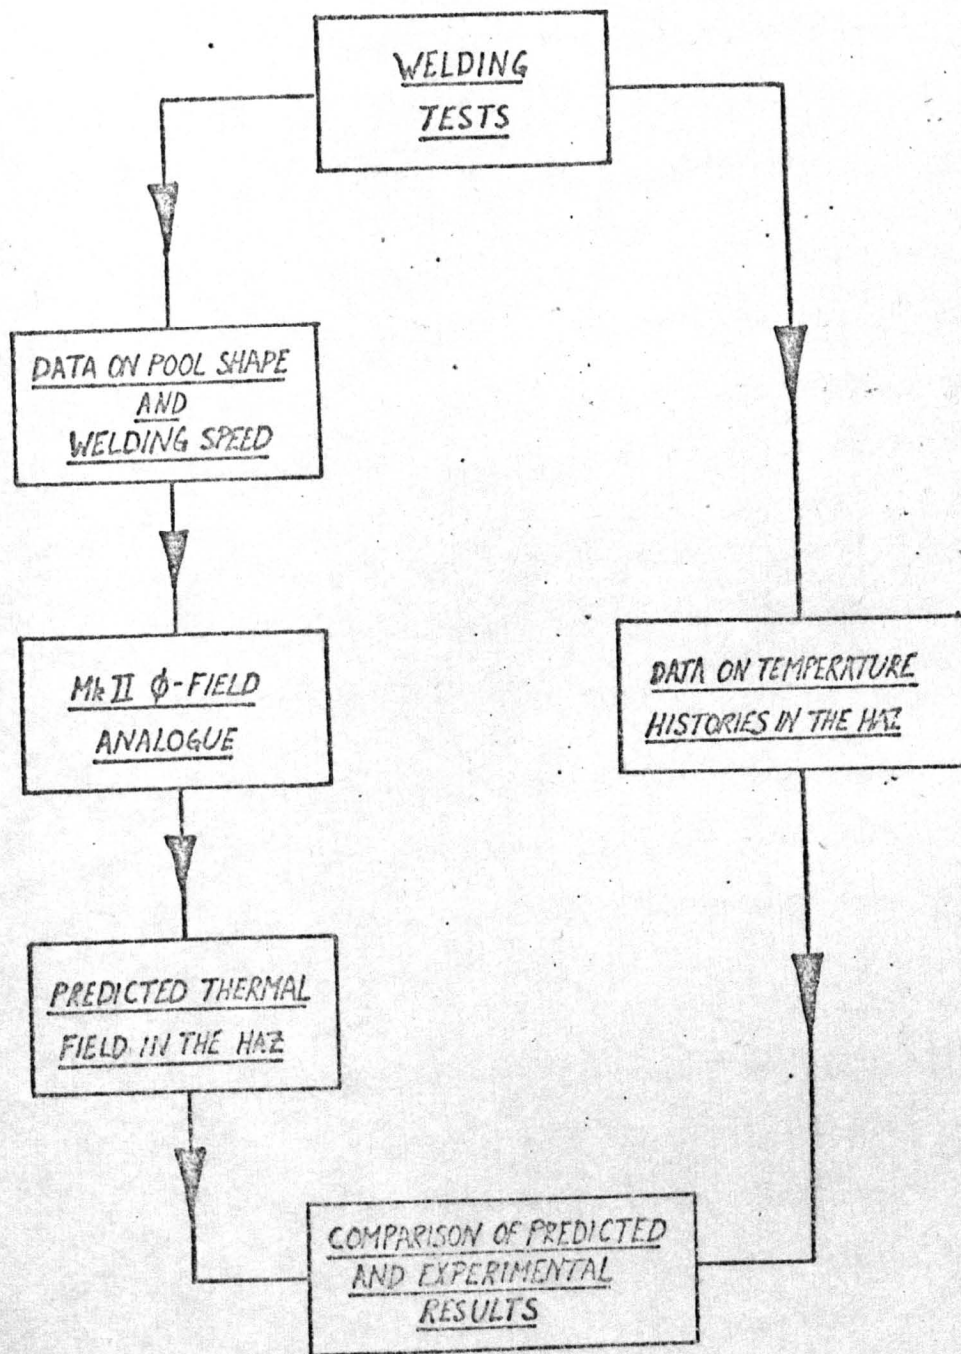 WELDING
TESTS
DATA ON POOL SHAPE
AND
WELDING SPEED
Mk II ϕ-FIELD
ANALOGUE
DATA ON TEMPERATURE
HISTORIES IN THE HAZ
PREDICTED THERMAL
FIELD IN THE HAZ
COMPARISON OF PREDICTED
AND EXPERIMENTAL
RESULTS